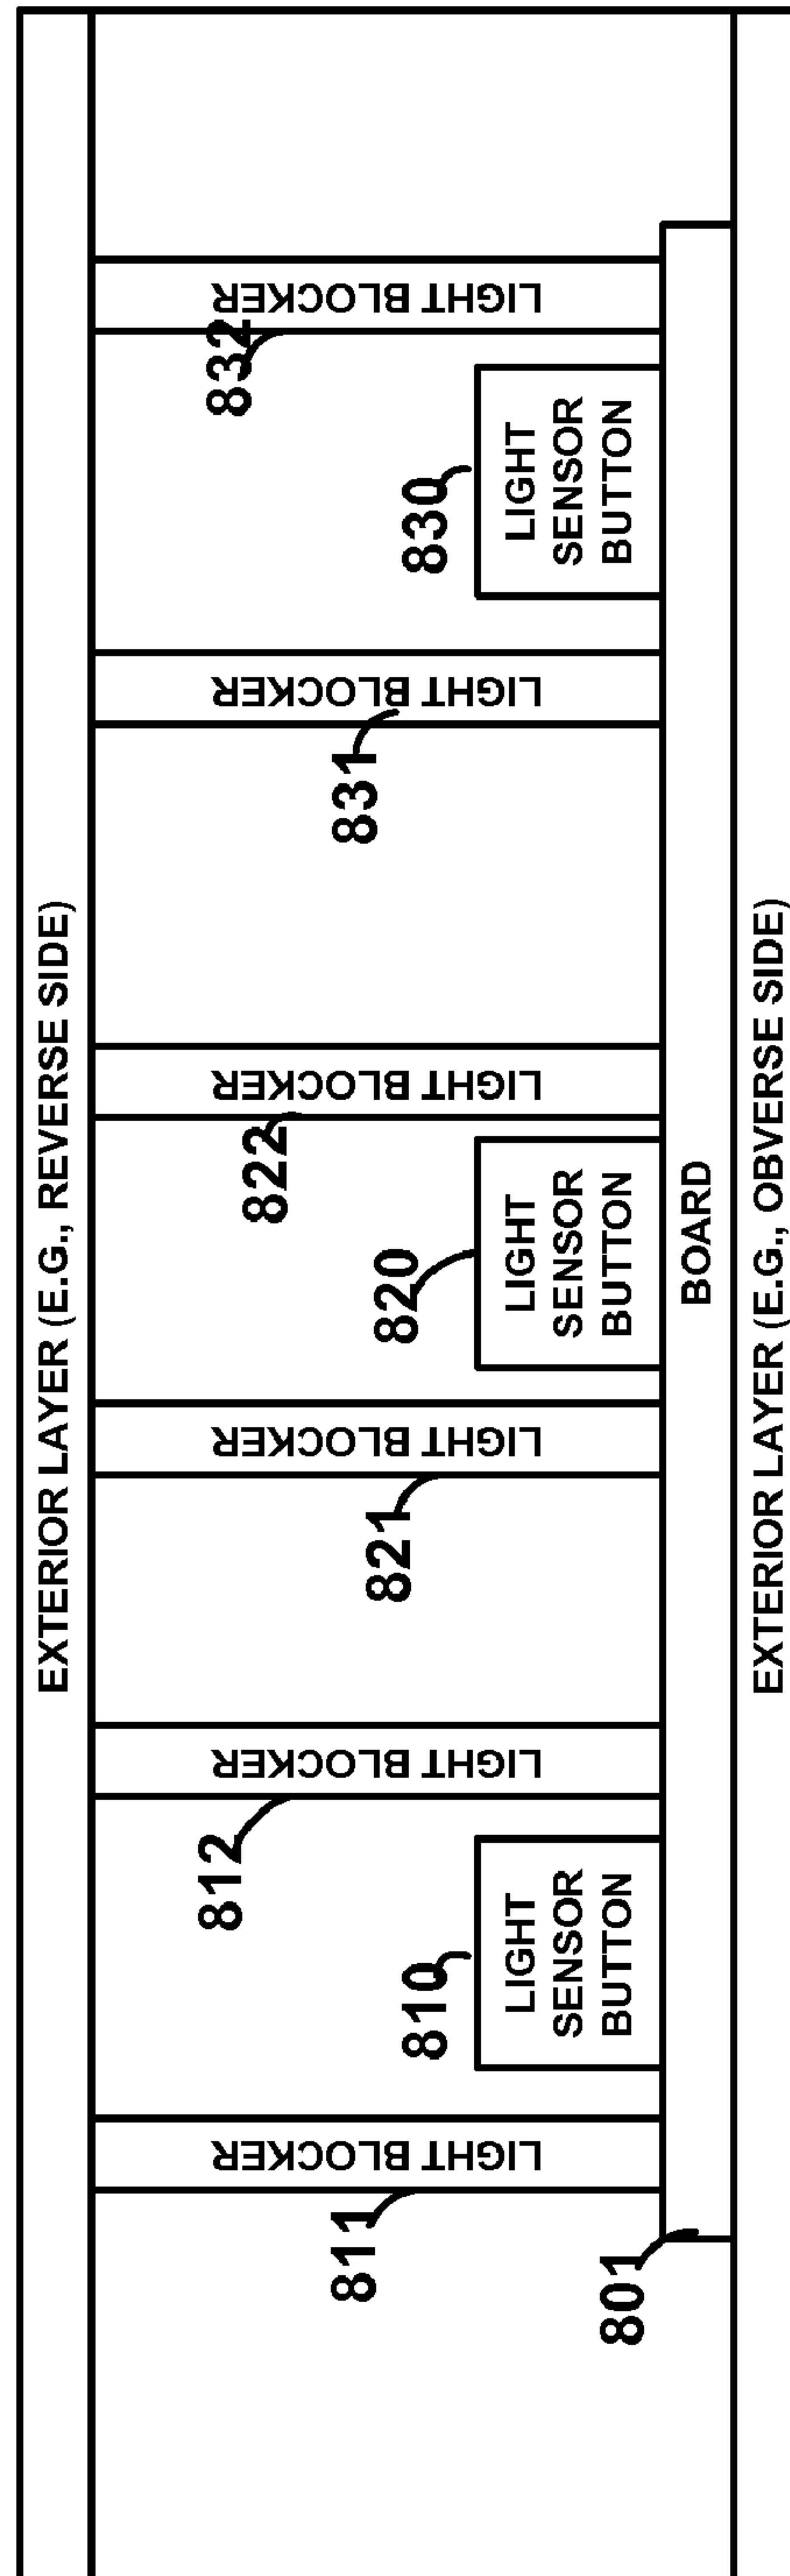 EXTERIOR LAYER (E.G., REVERSE SIDE)
811
LIGHT BLOCKER
810
LIGHT
SENSOR
BUTTON
812
LIGHT BLOCKER
821
LIGHT BLOCKER
820
LIGHT
SENSOR
BUTTON
822
LIGHT BLOCKER
831
LIGHT BLOCKER
830
LIGHT
SENSOR
BUTTON
832
LIGHT BLOCKER
801
BOARD
EXTERIOR LAYER (E.G., OBVERSE SIDE)